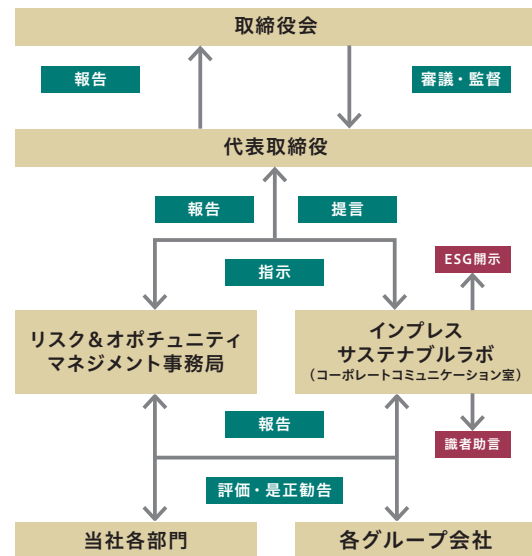 取締役会
報告
審議・監督
代表取締役
報告
提言
指示
ESG開示
リスク＆オポチュニティ
マネジメント事務局
インプレス
サステナブルラボ
（コーポレートコミュニケーション室）
報告
識者助言
評価・是正勧告
当社各部門
各グループ会社